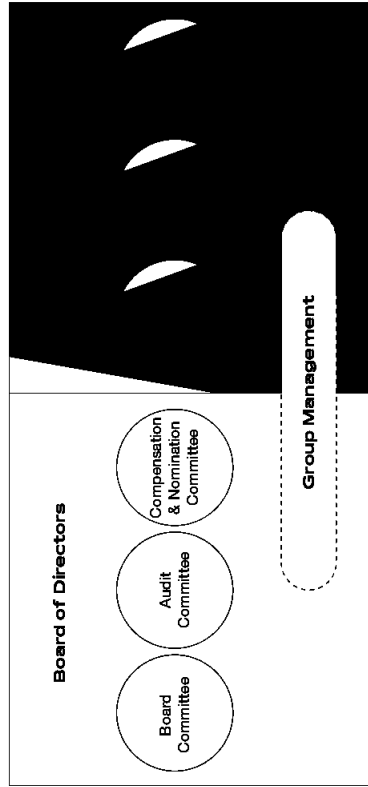 Board of Directors
Board
Committee
Audit
Committee
Compensation
& Nomination
Committee
Group Management